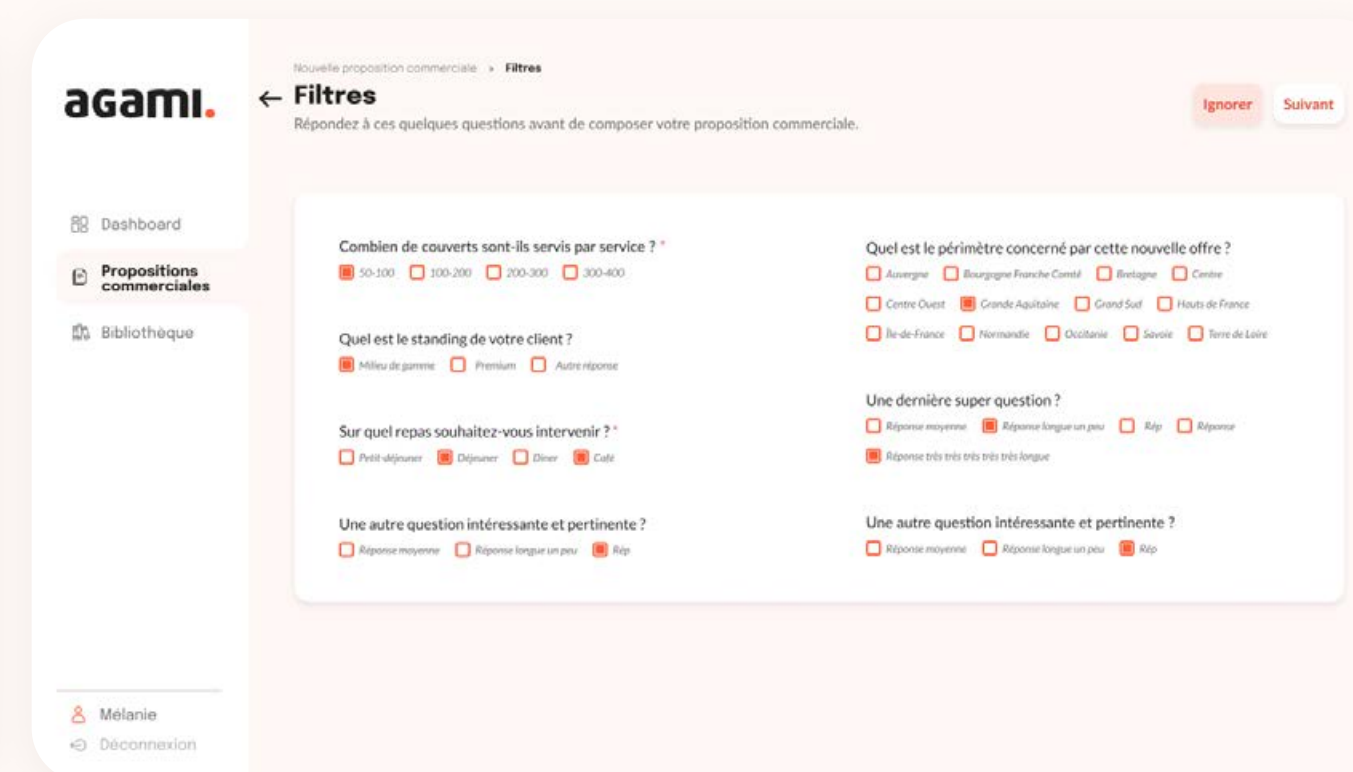 agami.
Dashboard
Propositions
commerciales
Bibliothèque
Mélanie
Déconnexion
Nouvelle proposition commerciale › Filtres
← Filtres
Répondez à ces quelques questions avant de composer votre proposition commerciale.
Ignorer
Suivant
Combien de couverts sont-ils servis par service ? *
50-100 100-200 200-300 300-400
Quel est le standing de votre client ?
Milieu de gamme Premium Autre réponse
Sur quel repas souhaitez-vous intervenir ? *
Petit-déjeuner Déjeuner Diner Café
Une autre question intéressante et pertinente ?
Réponse moyenne Réponse longue un peu Rép
Quel est le périmètre concerné par cette nouvelle offre ?
Auvergne Bourgogne Franche Comté Bretagne Centre
Centre Ouest Grande Aquitaine Grand Sud Hauts de France
Île-de-France Normandie Occitanie Savoie Terre de Loire
Une dernière super question ?
Réponse moyenne Réponse longue un peu Rép Réponse
Réponse très très très très très longue
Une autre question intéressante et pertinente ?
Réponse moyenne Réponse longue un peu Rép